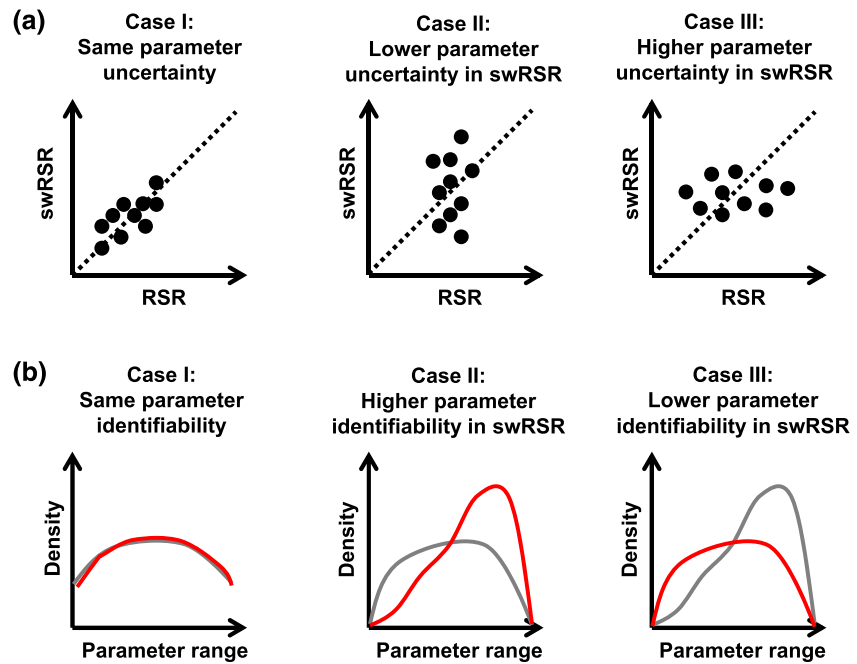 (a)
Case I:
Same parameter
uncertainty
Case II:
Lower parameter
uncertainty in swRSR
Case III:
Higher parameter
uncertainty in swRSR
swRSR
RSR
swRSR
RSR
swRSR
RSR
(b)
Case I:
Same parameter
identifiability
Case II:
Higher parameter
identifiability in swRSR
Case III:
Lower parameter
identifiability in swRSR
Density
Parameter range
Density
Parameter range
Density
Parameter range